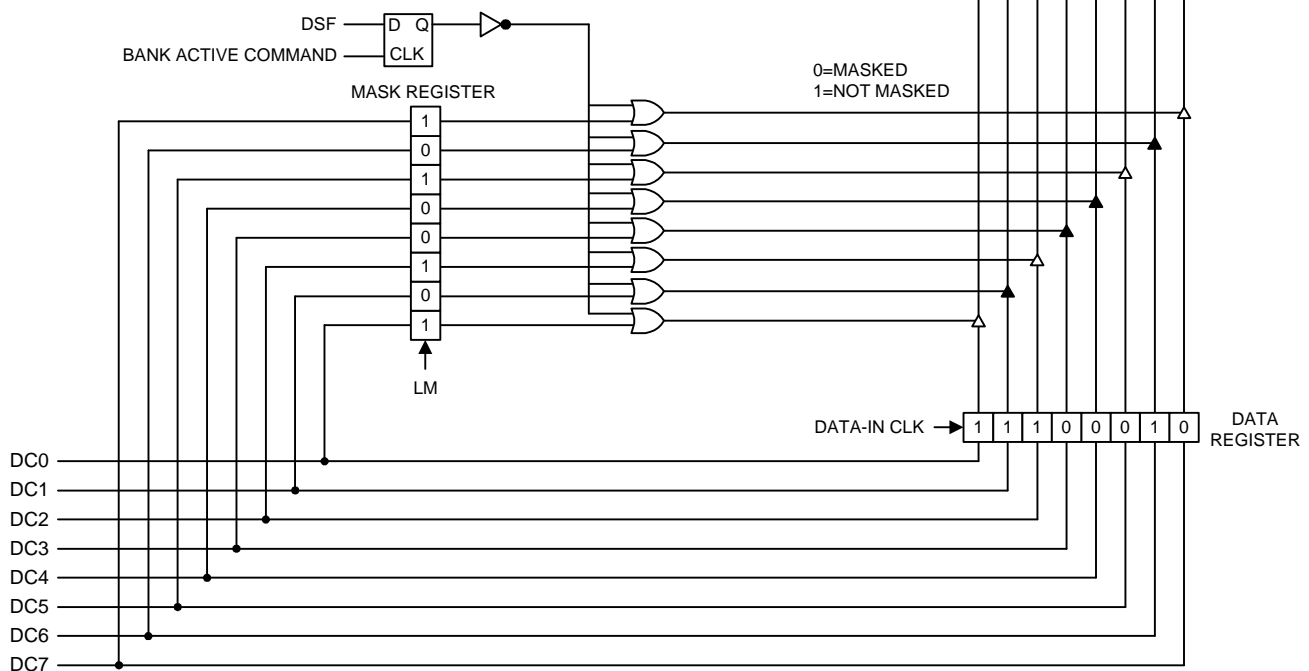 DSF
D Q
BANK ACTIVE COMMAND
CLK
0=MASKED
1=NOT MASKED
MASK REGISTER
1
0
1
0
0
1
0
1
LM
DATA-IN CLK
1 1 1 0 0 0 1 0
DATA
REGISTER
DC0
DC1
DC2
DC3
DC4
DC5
DC6
DC7